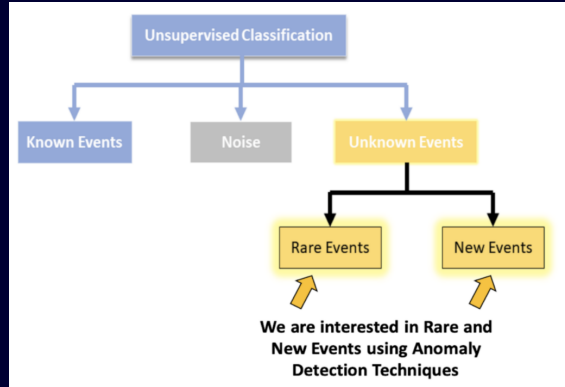 Unsupervised Classification
Known Events
Noise
Unknown Events
Rare Events
New Events
We are interested in Rare and
New Events using Anomaly
Detection Techniques